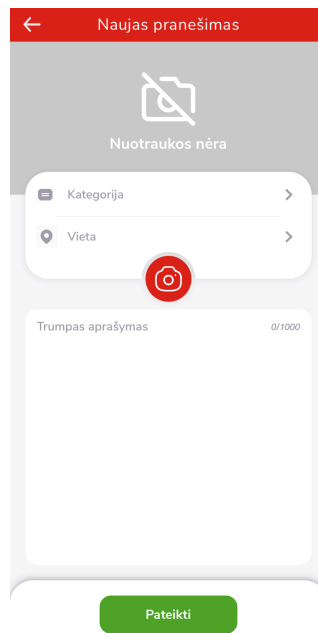 Naujas pranešimas
Nuotraukos nėra
Kategorija
Vieta
Trumpas aprašymas 0/1000
Pateikti